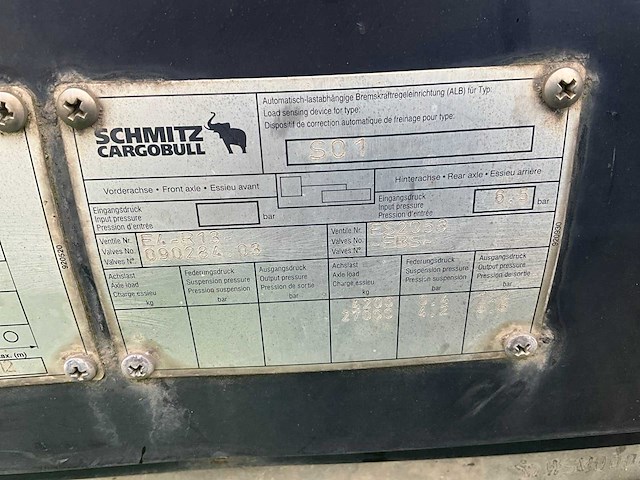 SCHMITZ
CARGOBULL
Automatisch-lastabhängige Bremskraftregeleinrichtung (ALB) für Typ:
Load sensing device for type:
Dispositif de correction automatique de freinage pour type:
SO1
Vorderachse • Front axle • Essieu avant
Hinterachse • Rear axle • Essieu arrière
Eingangsdruck
Input pressure
Pression d'entrée
bar
Eingangsdruck
Input pressure
Pression d'entrée
bar
Ventile Nr.
Valves No.
Valves N°.
Ventile Nr.
Valves No.
Valves N°.
Achslast
Axle load
Charge essieu
kg
Federungsdruck
Suspension pressure
Pression suspension
bar
Ausgangsdruck
Output pressure
Pression de sortie
bar
Achslast
Axle load
Charge essieu
kg
Federungsdruck
Suspension pressure
Pression suspension
bar
Ausgangsdruck
Output pressure
Pression de sortie
bar
27000
920930
ax. (m)